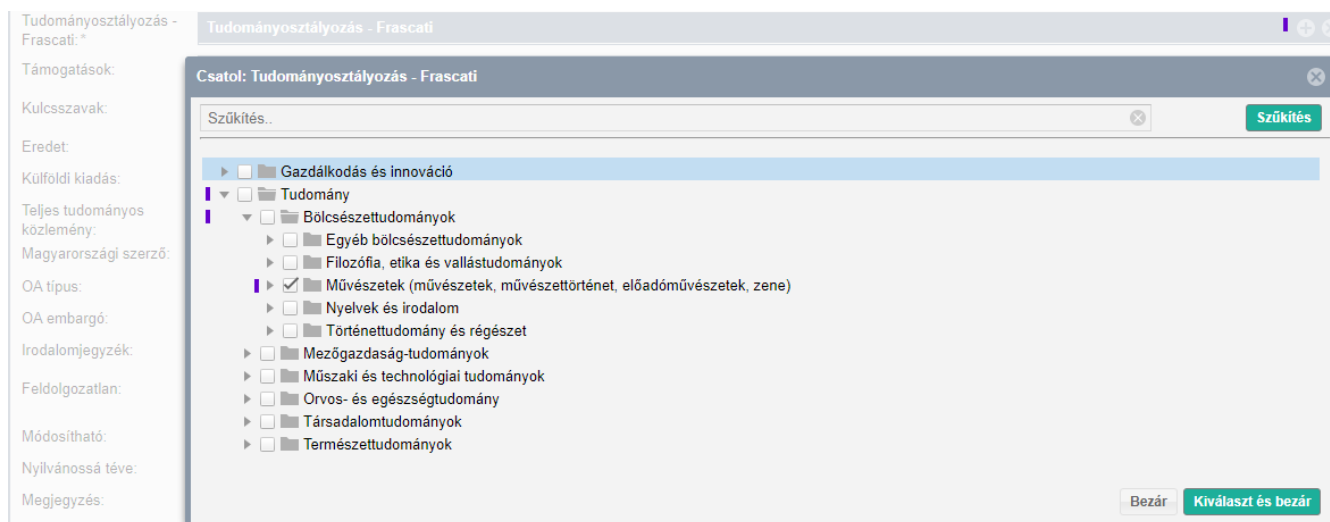 Tudományosztályozás -
Frascati:*
Tudományosztályozás - Frascati
Támogatások:
Kulcsszavak:
Eredet:
Külföldi kiadás:
Teljes tudományos
közlemény:
Magyarországi szerző:
OA típus:
OA embargó:
Irodalomjegyzék:
Feldolgozatlan:
Módosítható:
Nyilvánossá téve:
Megjegyzés:
Csatol: Tudományosztályozás - Frascati
Szűkítés..
Szűkítés
Gazdálkodás és innováció
Tudomány
Bölcsészettudományok
Egyéb bölcsészettudományok
Filozófia, etika és vallástudományok
Művészetek (művészetek, művészettörténet, előadóművészetek, zene)
Nyelvek és irodalom
Történettudomány és régészet
Mezőgazdaság-tudományok
Műszaki és technológiai tudományok
Orvos- és egészségtudomány
Társadalomtudományok
Természettudományok
Bezár
Kiválaszt és bezár